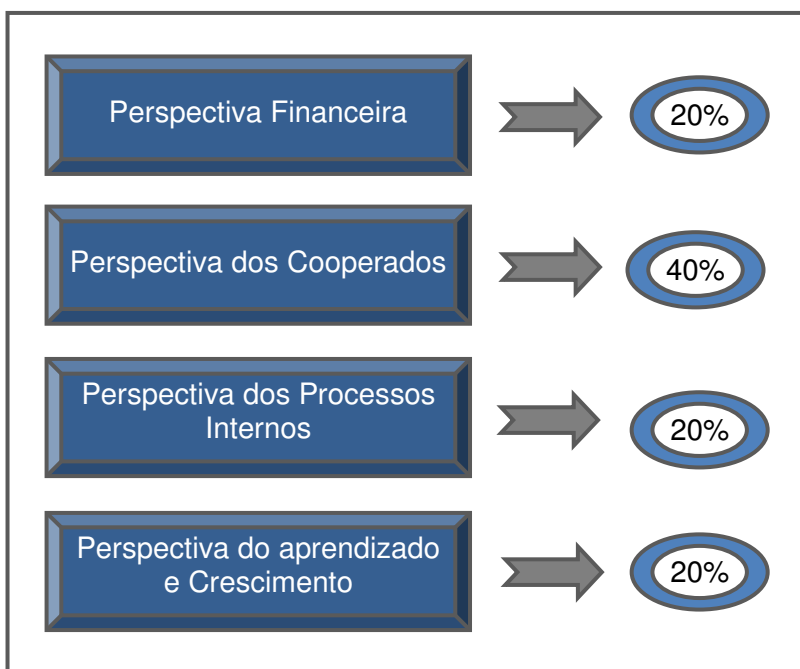 Perspectiva Financeira
20%
Perspectiva dos Cooperados
40%
Perspectiva dos Processos
Internos
20%
Perspectiva do aprendizado
e Crescimento
20%